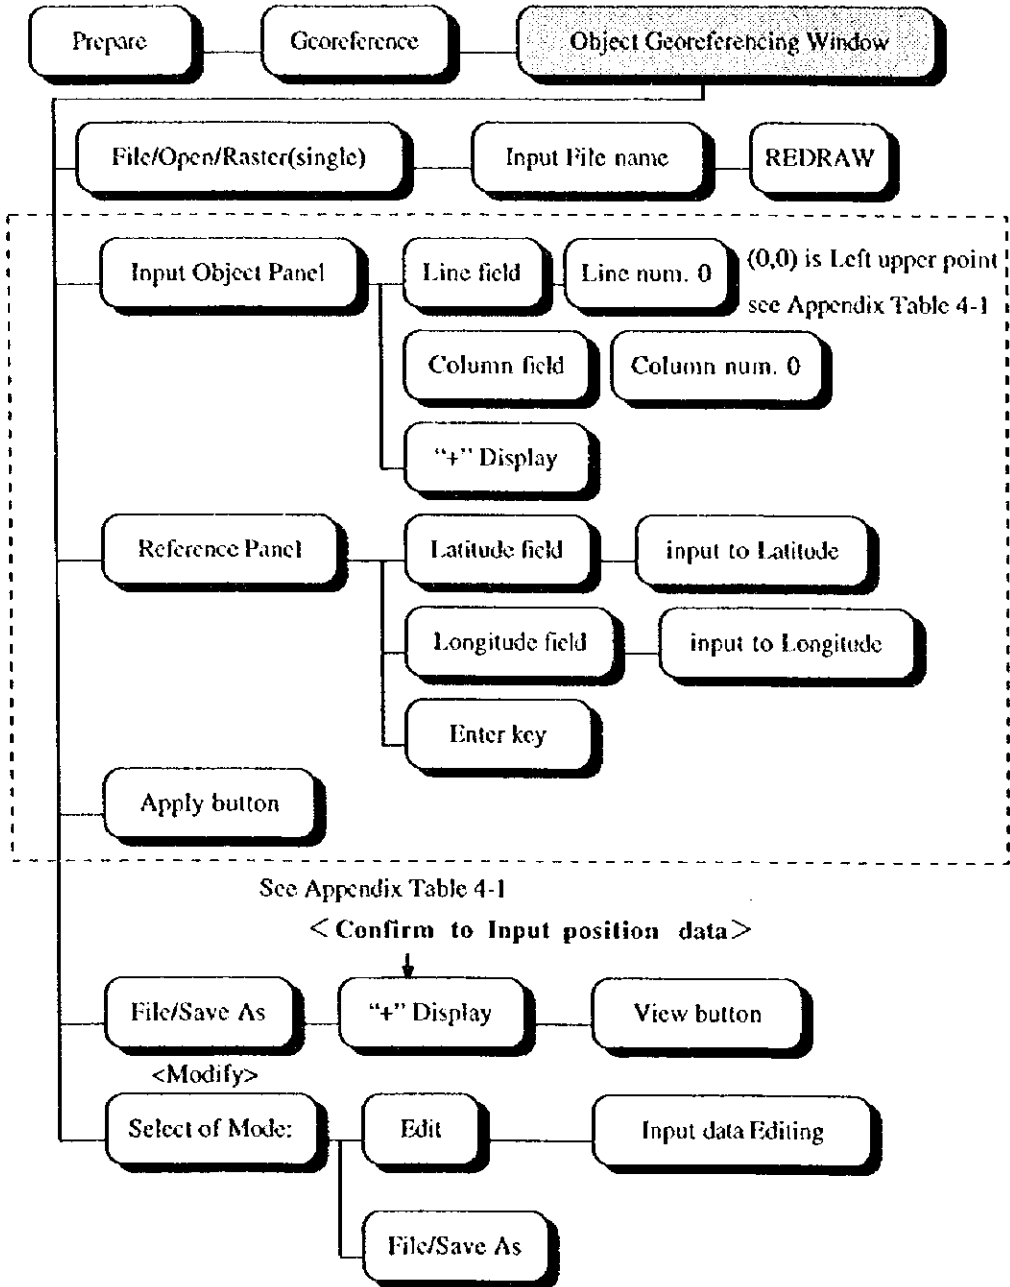 Prepare
Georeference
Object Georeferencing Window
File/Open/Raster(single)
Input File name
REDRAW
Input Object Panel
Line field
Line num. 0
(0,0) is Left upper point
see Appendix Table 4-1
Column field
Column num. 0
“+” Display
Reference Panel
Latitude field
input to Latitude
Longitude field
input to Longitude
Enter key
Apply button
See Appendix Table 4-1
<Confirm to Input position data>
File/Save As
“+” Display
View button
<Modify>
Select of Mode:
Edit
Input data Editing
File/Save As